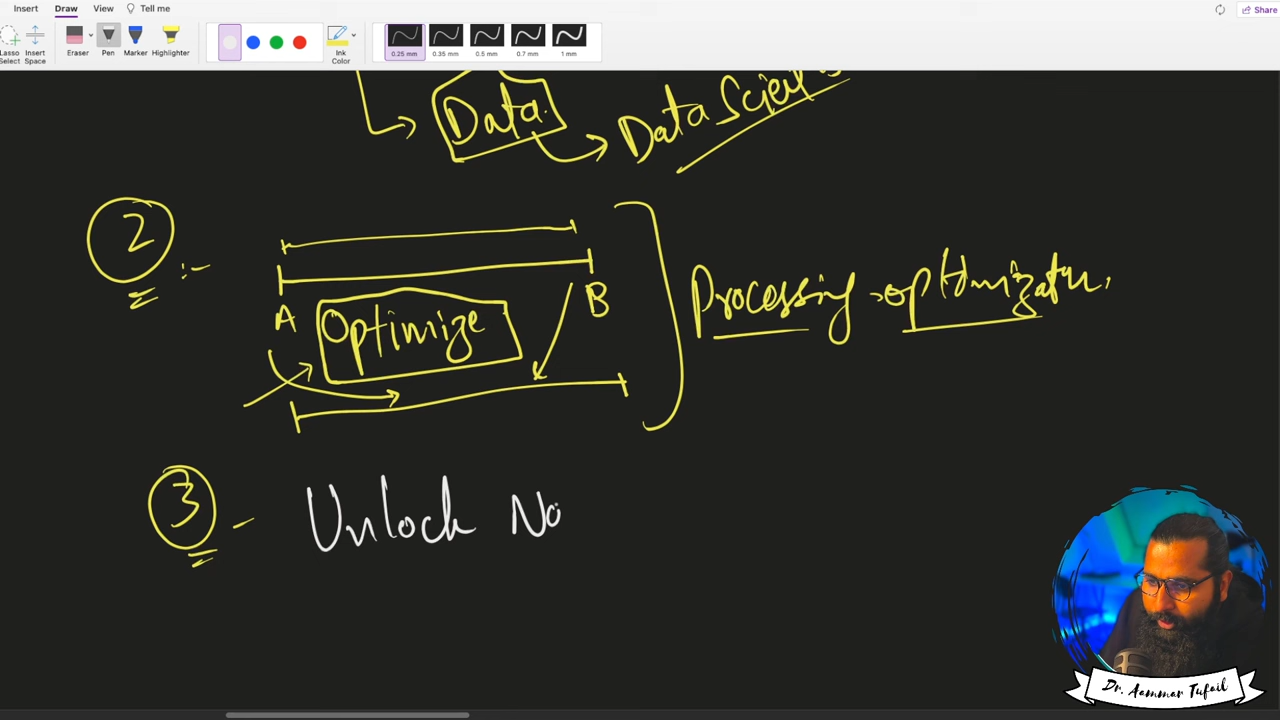 Insert Draw View Tell me
Share
Lasso Select
Insert Space
Eraser
Pen
Marker
Highlighter
Ink Color
0.25 mm
0.35 mm
0.5 mm
0.7 mm
1 mm
Data
Data
2 :-
A
B
Optimize
Processing
3 - Unlock No
Dr. Aammar Tufail